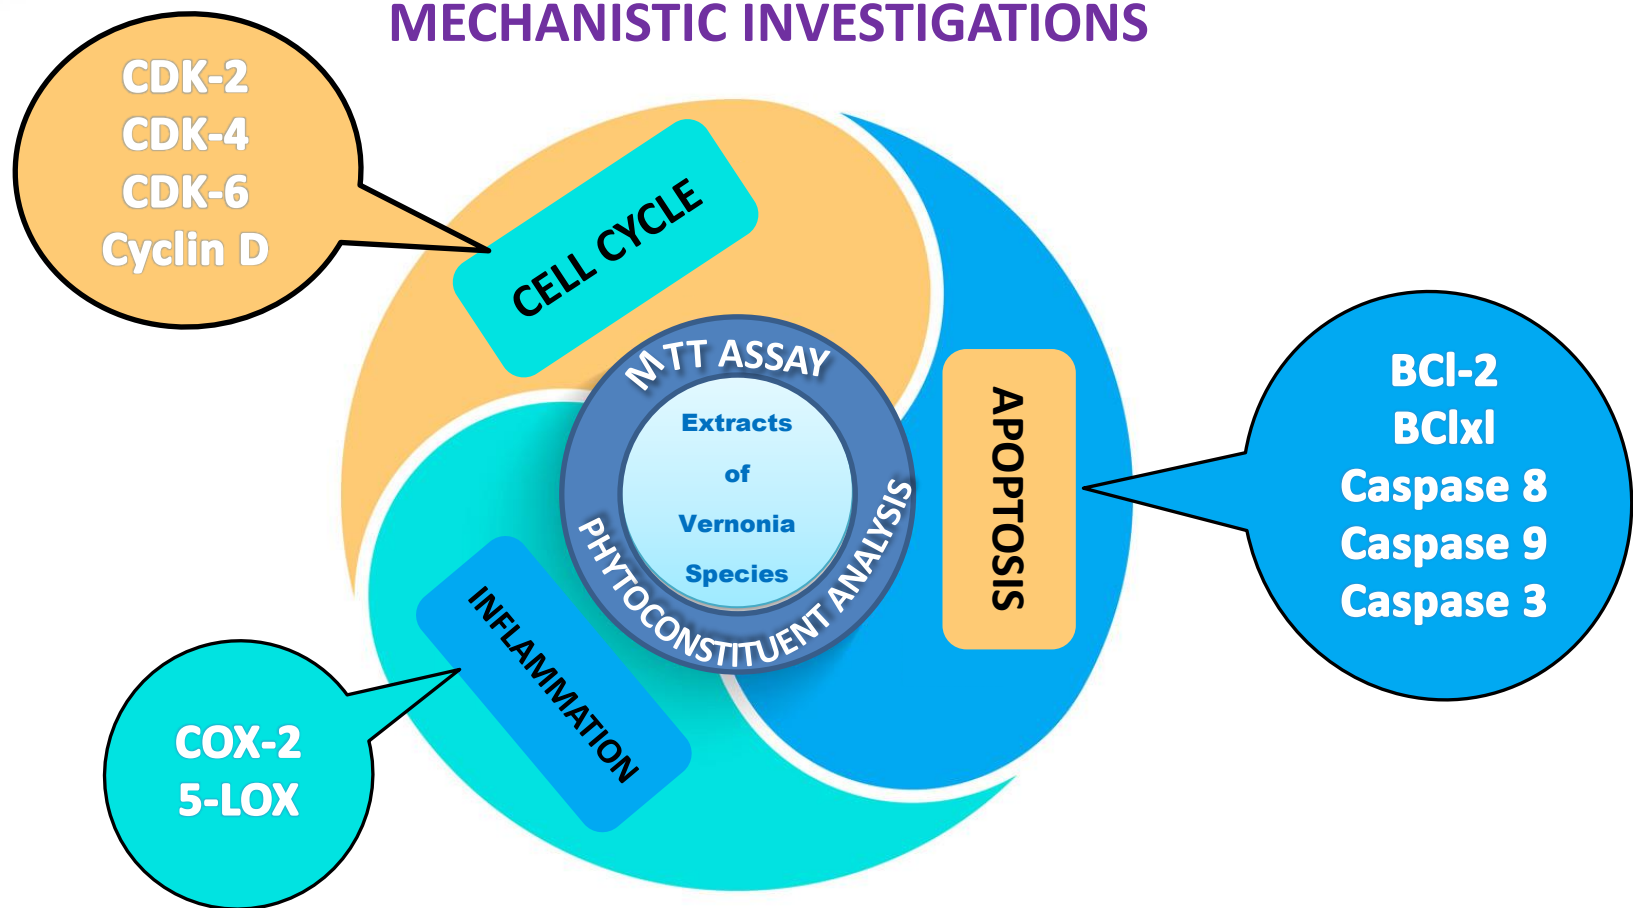 MECHANISTIC INVESTIGATIONS
CDK-2
CDK-4
CDK-6
Cyclin D
CELL CYCLE
MTT ASSAY
Extracts
of
Vernonia
Species
PHYTOCONSTITUENT ANALYSIS
APOPTOSIS
BCl-2
BClxl
Caspase 8
Caspase 9
Caspase 3
INFLAMMATION
COX-2
5-LOX